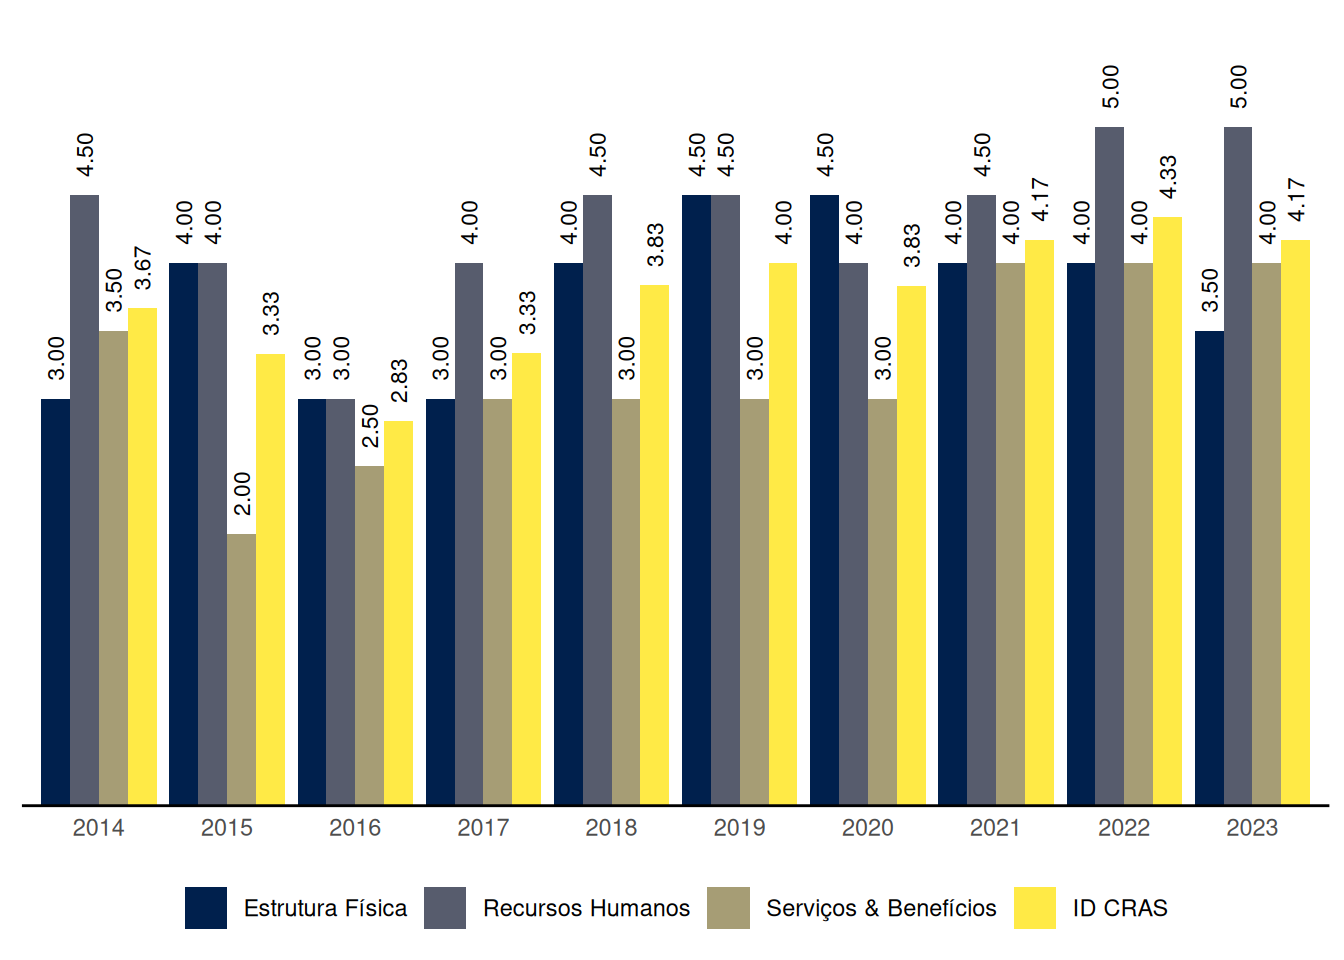 3.00 4.50 3.50 3.67
4.00 4.00 2.00 3.33
3.00 3.00 2.50 2.83
3.00 4.00 3.00 3.33
4.00 4.50 3.00 3.83
4.50 4.50 3.00 4.00
4.50 4.00 3.00 3.83
4.00 4.50 4.00 4.17
4.00 5.00 4.00 4.33
3.50 5.00 4.00 4.17
2014 2015 2016 2017 2018 2019 2020 2021 2022 2023
Estrutura Física Recursos Humanos Serviços & Benefícios ID CRAS